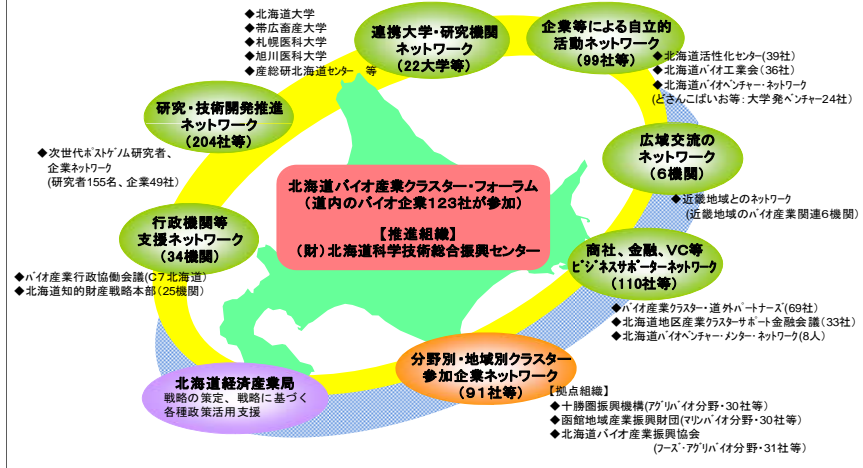 ◆北海道大学
◆帯広畜産大学
◆札幌医科大学
◆旭川医科大学
◆産総研北海道センター 等
連携大学・研究機関
ネットワーク
(22大学等)
企業等による自立的
活動ネットワーク
(99社等)
◆北海道活性化センター(39社)
◆北海道バイオ工業会(36社)
◆北海道バイオベンチャー・ネットワーク
(どさんこばいお等：大学発ベンチャー24社)
研究・技術開発推進
ネットワーク
(204社等)
◆次世代ポストゲノム研究者、
企業ネットワーク
(研究者155名、企業49社)
広域交流の
ネットワーク
(6機関)
◆近畿地域とのネットワーク
(近畿地域のバイオ産業関連6機関)
北海道バイオ産業クラスター・フォーラム
(道内のバイオ企業123社が参加)
【推進組織】
(財)北海道科学技術総合振興センター
行政機関等
支援ネットワーク
(34機関)
◆バイオ産業行政協働会議(C7北海道)
◆北海道知的財産戦略本部(25機関)
商社、金融、VC等
ビジネスサポーターネットワーク
(110社等)
◆バイオ産業クラスター・道外パートナーズ(69社)
◆北海道地区産業クラスターサポート金融会議(33社)
◆北海道バイオベンチャー・メンター・ネットワーク(8人)
分野別・地域別クラスター
参加企業ネットワーク
(91社等)
【拠点組織】
◆十勝圏振興機構(アグリバイオ分野・30社等)
◆函館地域産業振興財団(マリンバイオ分野・30社等)
◆北海道バイオ産業振興協会
(フーズ・アグリバイオ分野・31社等)
北海道経済産業局
戦略の策定、戦略に基づく
各種政策活用支援